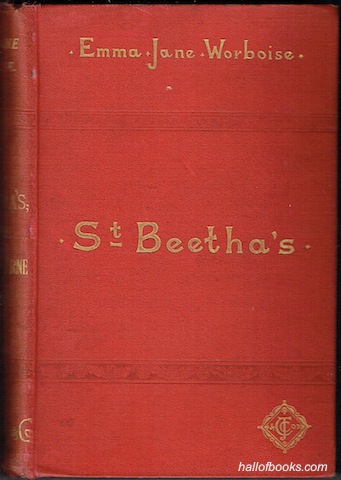 · Emma · Jane · Worboise ·
· St Beetha's ·
hallofbooks.com